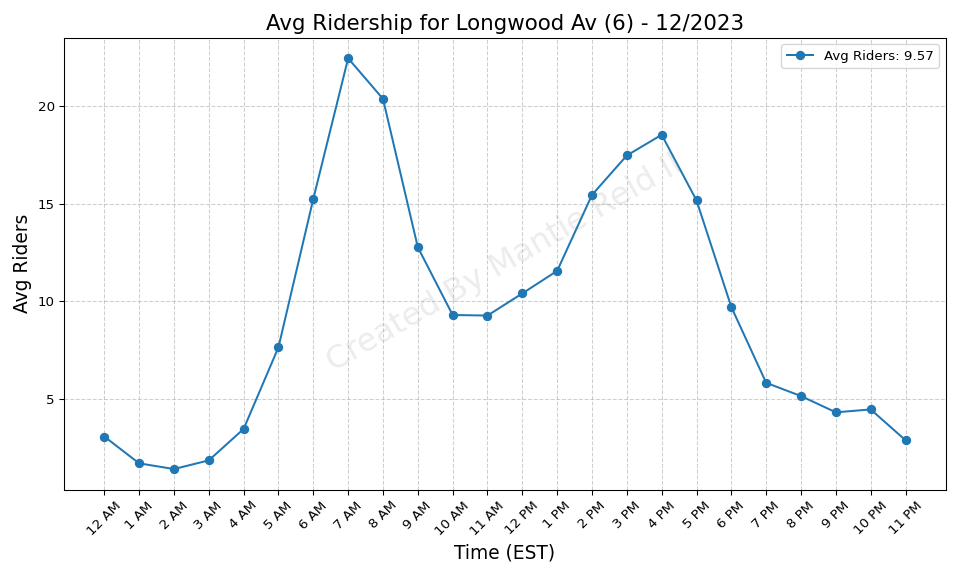 Avg Ridership for Longwood Av (6) - 12/2023
Avg Riders: 9.57
Avg Riders
20
15
10
5
Created By Mantie Reid II
12 AM 1 AM 2 AM 3 AM 4 AM 5 AM 6 AM 7 AM 8 AM 9 AM 10 AM 11 AM 12 PM 1 PM 2 PM 3 PM 4 PM 5 PM 6 PM 7 PM 8 PM 9 PM 10 PM 11 PM
Time (EST)